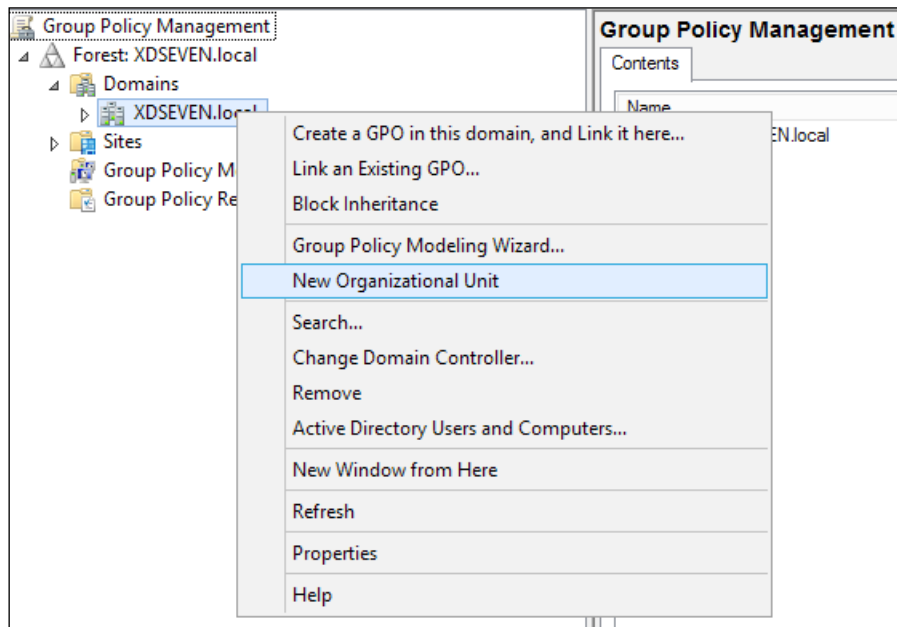 Group Policy Management
Forest: XDSEVEN.local
Domains
XDSEVEN.local
Sites
Group Policy M
Group Policy Re
Create a GPO in this domain, and Link it here...
Link an Existing GPO...
Block Inheritance
Group Policy Modeling Wizard...
New Organizational Unit
Search...
Change Domain Controller...
Remove
Active Directory Users and Computers...
New Window from Here
Refresh
Properties
Help
Group Policy Management
Contents
Name
EN.local